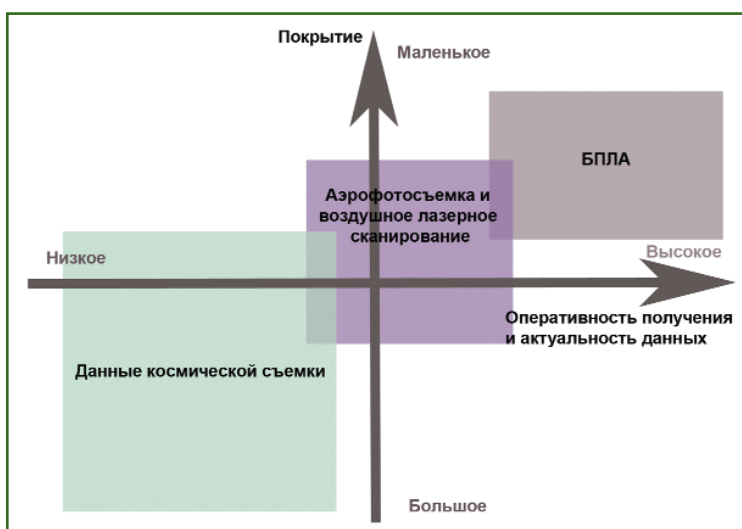 Покрытие
Маленькое
БПЛА
Аэрофотосъемка и
воздушное лазерное
сканирование
Низкое
Высокое
Оперативность получения
и актуальность данных
Данные космической съемки
Большое